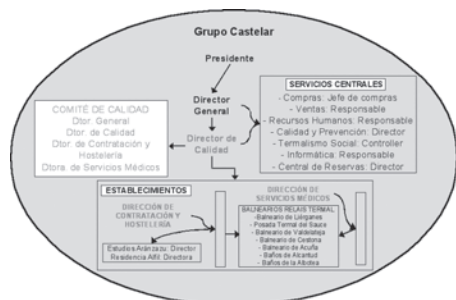 Grupo Castelar
Presidente
Director
General
Director de
Calidad
COMITÉ DE CALIDAD
Dtor. General
Dtor. de Calidad
Dtor. de Contratación y
Hostelería
Dtora. de Servicios Médicos
SERVICIOS CENTRALES
- Compras: Jefe de compras
- Ventas: Responsable
- Recursos Humanos: Responsable
- Calidad y Prevención: Director
- Termalismo Social: Controller
- Informática: Responsable
- Central de Reservas: Director
ESTABLECIMIENTOS
DIRECCIÓN DE
CONTRATACIÓN Y
HOSTELERÍA
DIRECCIÓN DE
SERVICIOS MÉDICOS
Estudios Aránzazu: Director
Residencia Alfil: Directora
BALNEARIOS RELAIS TERMAL
- Balneario de Liérganes
- Posada Termal del Sauce
- Balneario de Valdelateja
- Balneario de Cestona
- Balneario de Acuña
- Baños de Alcantud
- Baños de la Albotea